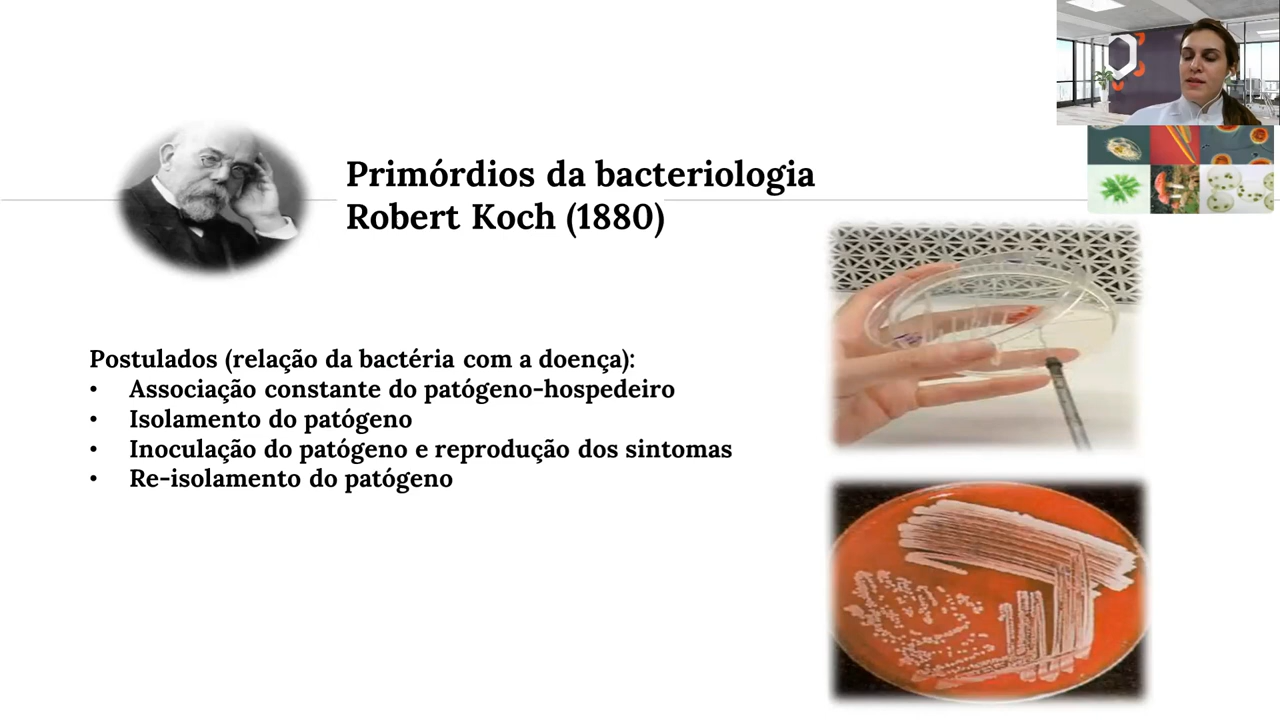 Primórdios da bacteriologia
Robert Koch (1880)
Postulados (relação da bactéria com a doença):
• Associação constante do patógeno-hospedeiro
• Isolamento do patógeno
• Inoculação do patógeno e reprodução dos sintomas
• Re-isolamento do patógeno